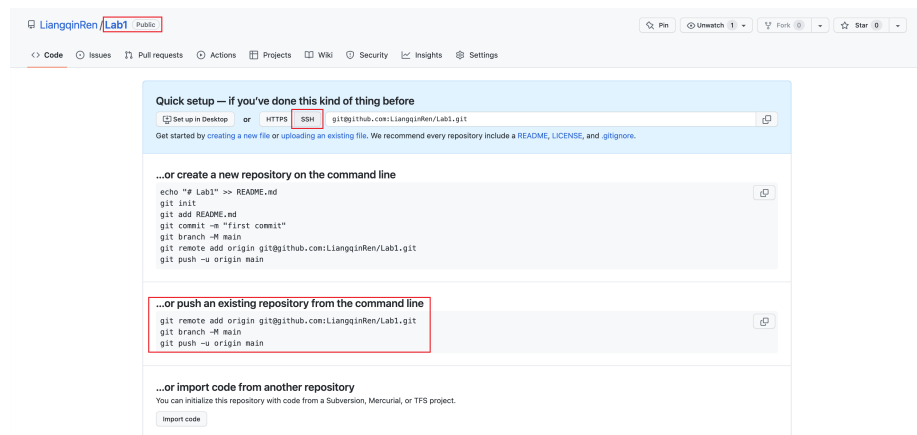 LiangqinRen / Lab1 Public
Pin Unwatch 1 Fork 0 Star 0
Code Issues Pull requests Actions Projects Wiki Security Insights Settings
Quick setup — if you've done this kind of thing before
Set up in Desktop or HTTPS SSH git@github.com:LiangqinRen/Lab1.git
Get started by creating a new file or uploading an existing file. We recommend every repository include a README, LICENSE, and .gitignore.
...or create a new repository on the command line
echo "# Lab1" >> README.md
git init
git add README.md
git commit -m "first commit"
git branch -M main
git remote add origin git@github.com:LiangqinRen/Lab1.git
git push -u origin main
...or push an existing repository from the command line
git remote add origin git@github.com:LiangqinRen/Lab1.git
git branch -M main
git push -u origin main
...or import code from another repository
You can initialize this repository with code from a Subversion, Mercurial, or TFS project.
Import code